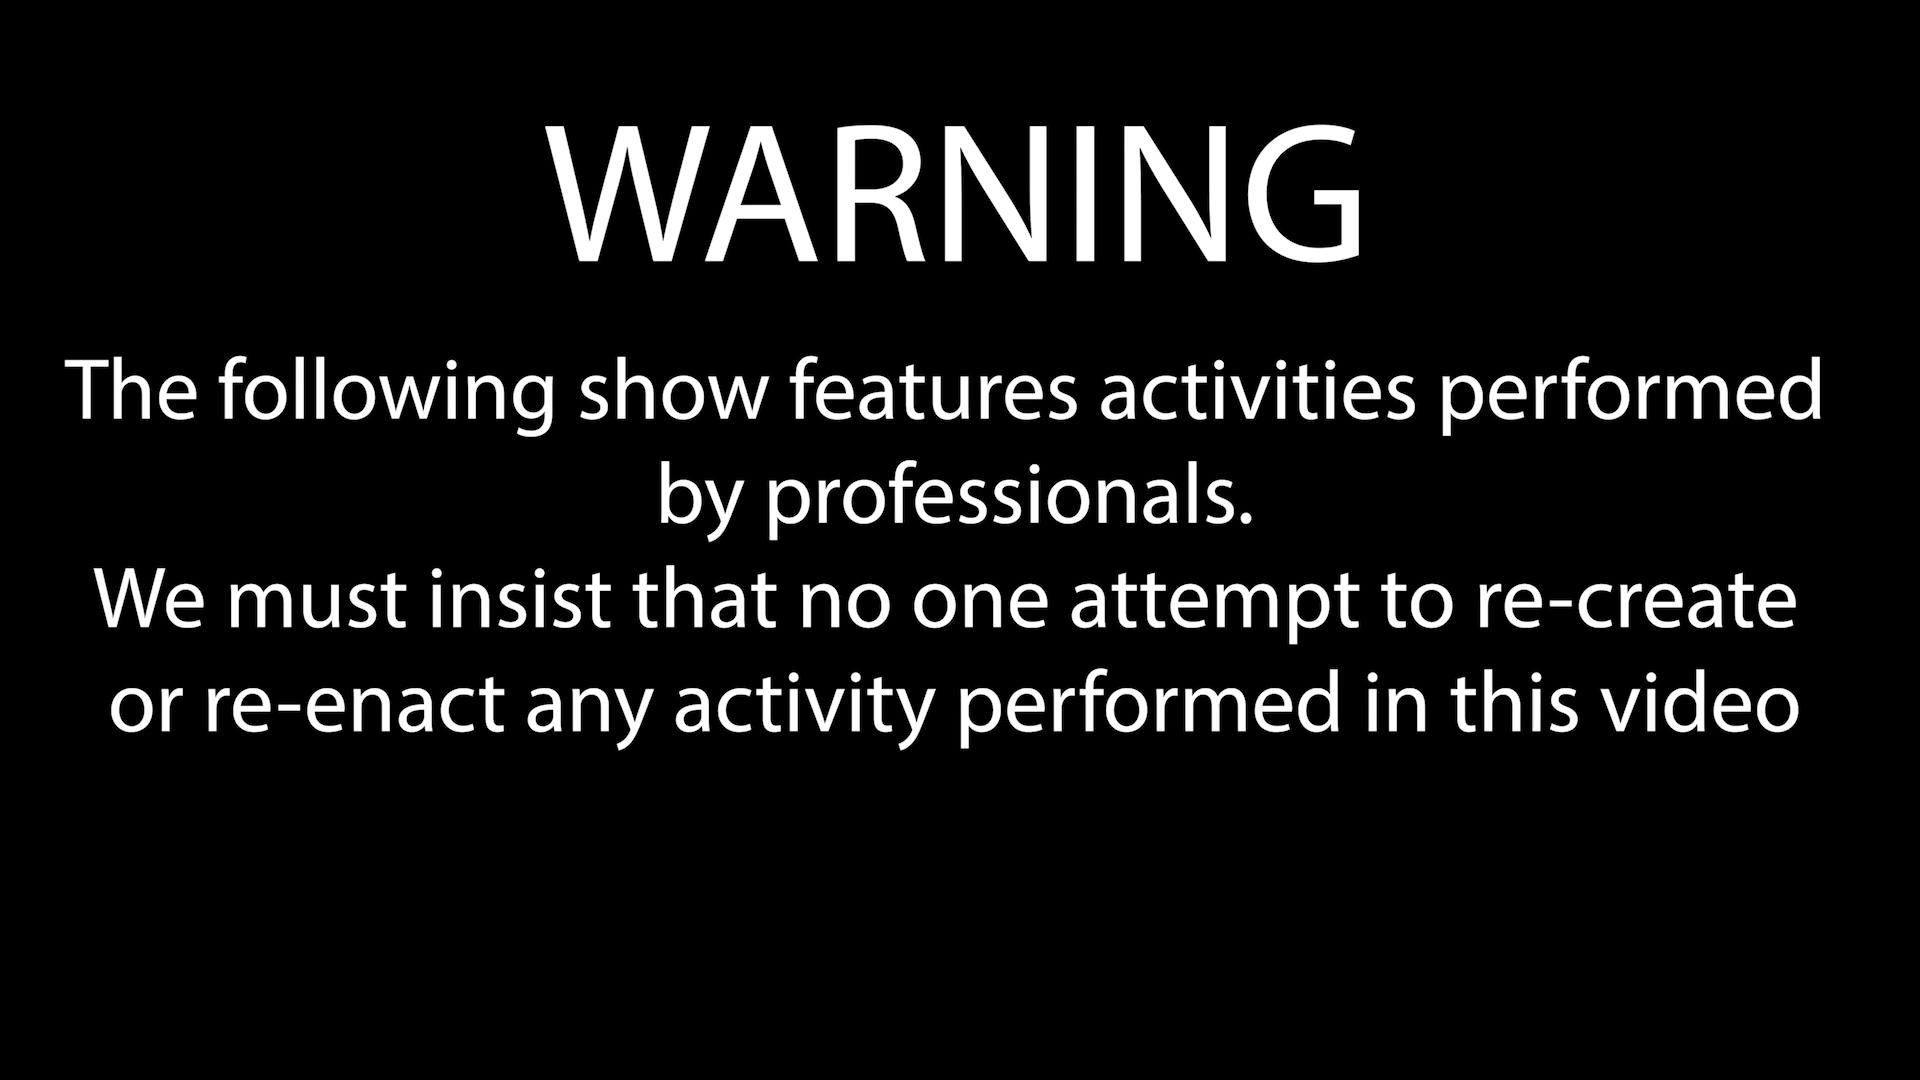 WARNING
The following show features activities performed
by professionals.
We must insist that no one attempt to re-create
or re-enact any activity performed in this video